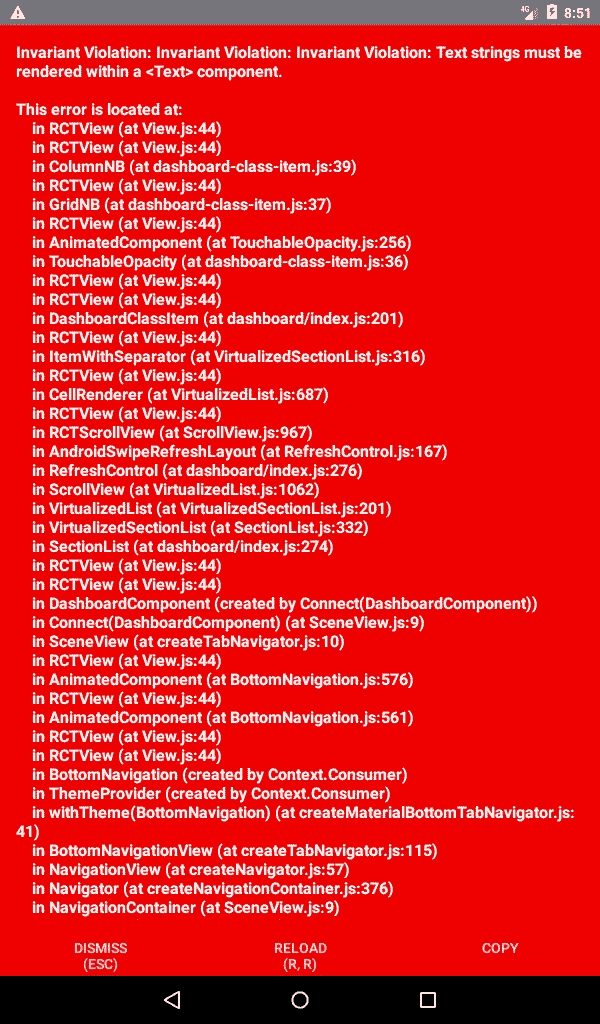 4G 8:51
Invariant Violation: Invariant Violation: Invariant Violation: Text strings must be
rendered within a <Text> component.
This error is located at:
in RCTView (at View.js:44)
in RCTView (at View.js:44)
in ColumnNB (at dashboard-class-item.js:39)
in RCTView (at View.js:44)
in GridNB (at dashboard-class-item.js:37)
in RCTView (at View.js:44)
in AnimatedComponent (at TouchableOpacity.js:256)
in TouchableOpacity (at dashboard-class-item.js:36)
in RCTView (at View.js:44)
in RCTView (at View.js:44)
in DashboardClassItem (at dashboard/index.js:201)
in RCTView (at View.js:44)
in ItemWithSeparator (at VirtualizedSectionList.js:316)
in RCTView (at View.js:44)
in CellRenderer (at VirtualizedList.js:687)
in RCTView (at View.js:44)
in RCTScrollView (at ScrollView.js:967)
in AndroidSwipeRefreshLayout (at RefreshControl.js:167)
in RefreshControl (at dashboard/index.js:276)
in ScrollView (at VirtualizedList.js:1062)
in VirtualizedList (at VirtualizedSectionList.js:201)
in VirtualizedSectionList (at SectionList.js:332)
in SectionList (at dashboard/index.js:274)
in RCTView (at View.js:44)
in RCTView (at View.js:44)
in DashboardComponent (created by Connect(DashboardComponent))
in Connect(DashboardComponent) (at SceneView.js:9)
in SceneView (at createTabNavigator.js:10)
in RCTView (at View.js:44)
in AnimatedComponent (at BottomNavigation.js:576)
in RCTView (at View.js:44)
in AnimatedComponent (at BottomNavigation.js:561)
in RCTView (at View.js:44)
in RCTView (at View.js:44)
in BottomNavigation (created by Context.Consumer)
in ThemeProvider (created by Context.Consumer)
in withTheme(BottomNavigation) (at createMaterialBottomTabNavigator.js:
41)
in BottomNavigationView (at createTabNavigator.js:115)
in NavigationView (at createNavigator.js:57)
in Navigator (at createNavigationContainer.js:376)
in NavigationContainer (at SceneView.js:9)
DISMISS RELOAD COPY
(ESC) (R, R)